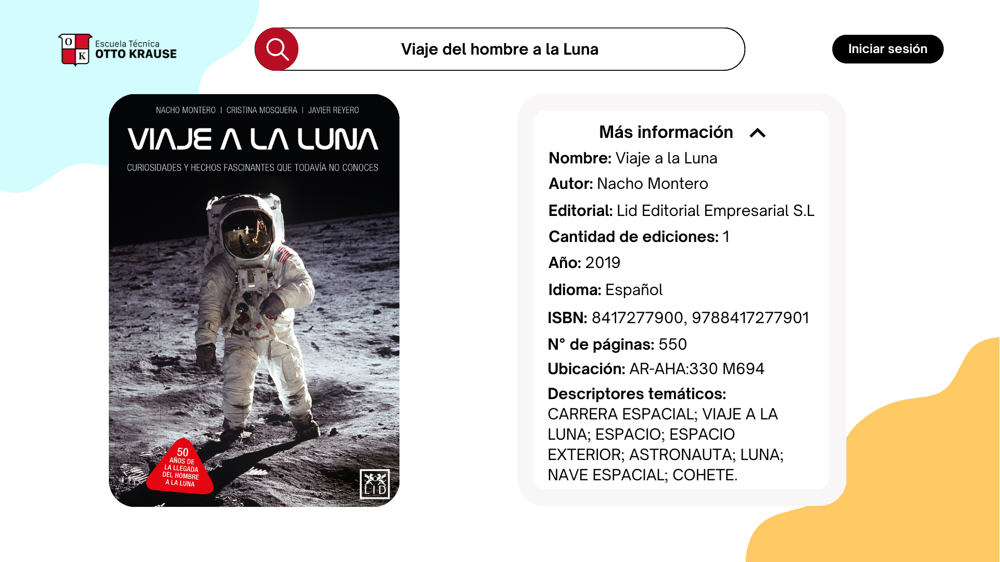 O
K
Escuela Técnica
OTTO KRAUSE
Viaje del hombre a la Luna
Iniciar sesión
NACHO MONTERO | CRISTINA MOSQUERA | JAVIER REYERO
VIAJE A LA LUNA
CURIOSIDADES Y HECHOS FASCINANTES QUE TODAVÍA NO CONOCES
50
AÑOS DE
LA LLEGADA
DEL HOMBRE
A LA LUNA
LID
Más información
Nombre: Viaje a la Luna
Autor: Nacho Montero
Editorial: Lid Editorial Empresarial S.L
Cantidad de ediciones: 1
Año: 2019
Idioma: Español
ISBN: 8417277900, 9788417277901
N° de páginas: 550
Ubicación: AR-AHA:330 M694
Descriptores temáticos:
CARRERA ESPACIAL; VIAJE A LA
LUNA; ESPACIO; ESPACIO
EXTERIOR; ASTRONAUTA; LUNA;
NAVE ESPACIAL; COHETE.